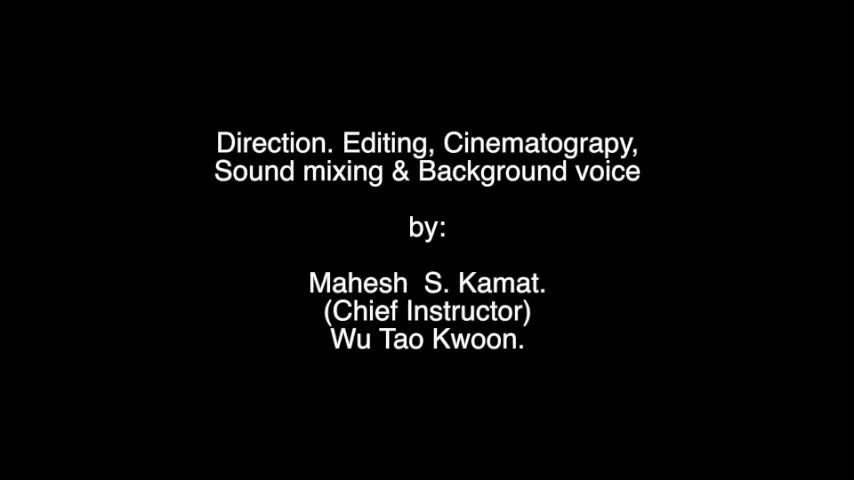 Direction. Editing, Cinematograpy,
Sound mixing & Background voice
by:
Mahesh  S. Kamat.
(Chief Instructor)
Wu Tao Kwoon.